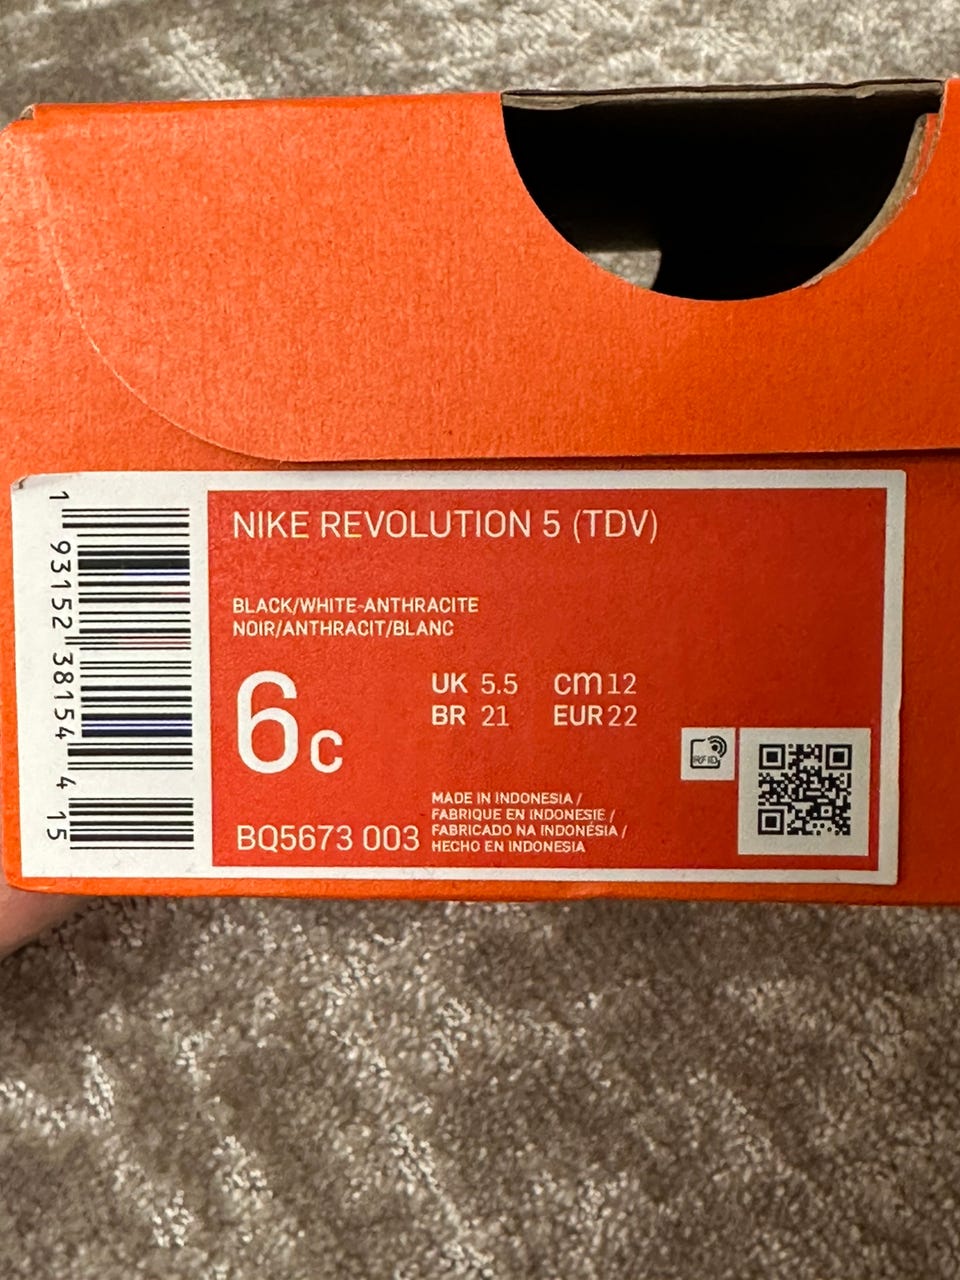 1 93152 38154 4 15
NIKE REVOLUTION 5 (TDV)
BLACK/WHITE-ANTHRACITE
NOIR/ANTHRACIT/BLANC
6c
UK 5.5 cm 12
BR 21 EUR 22
RFID
BQ5673 003
MADE IN INDONESIA /
FABRIQUE EN INDONESIE /
FABRICADO NA INDONÉSIA /
HECHO EN INDONESIA